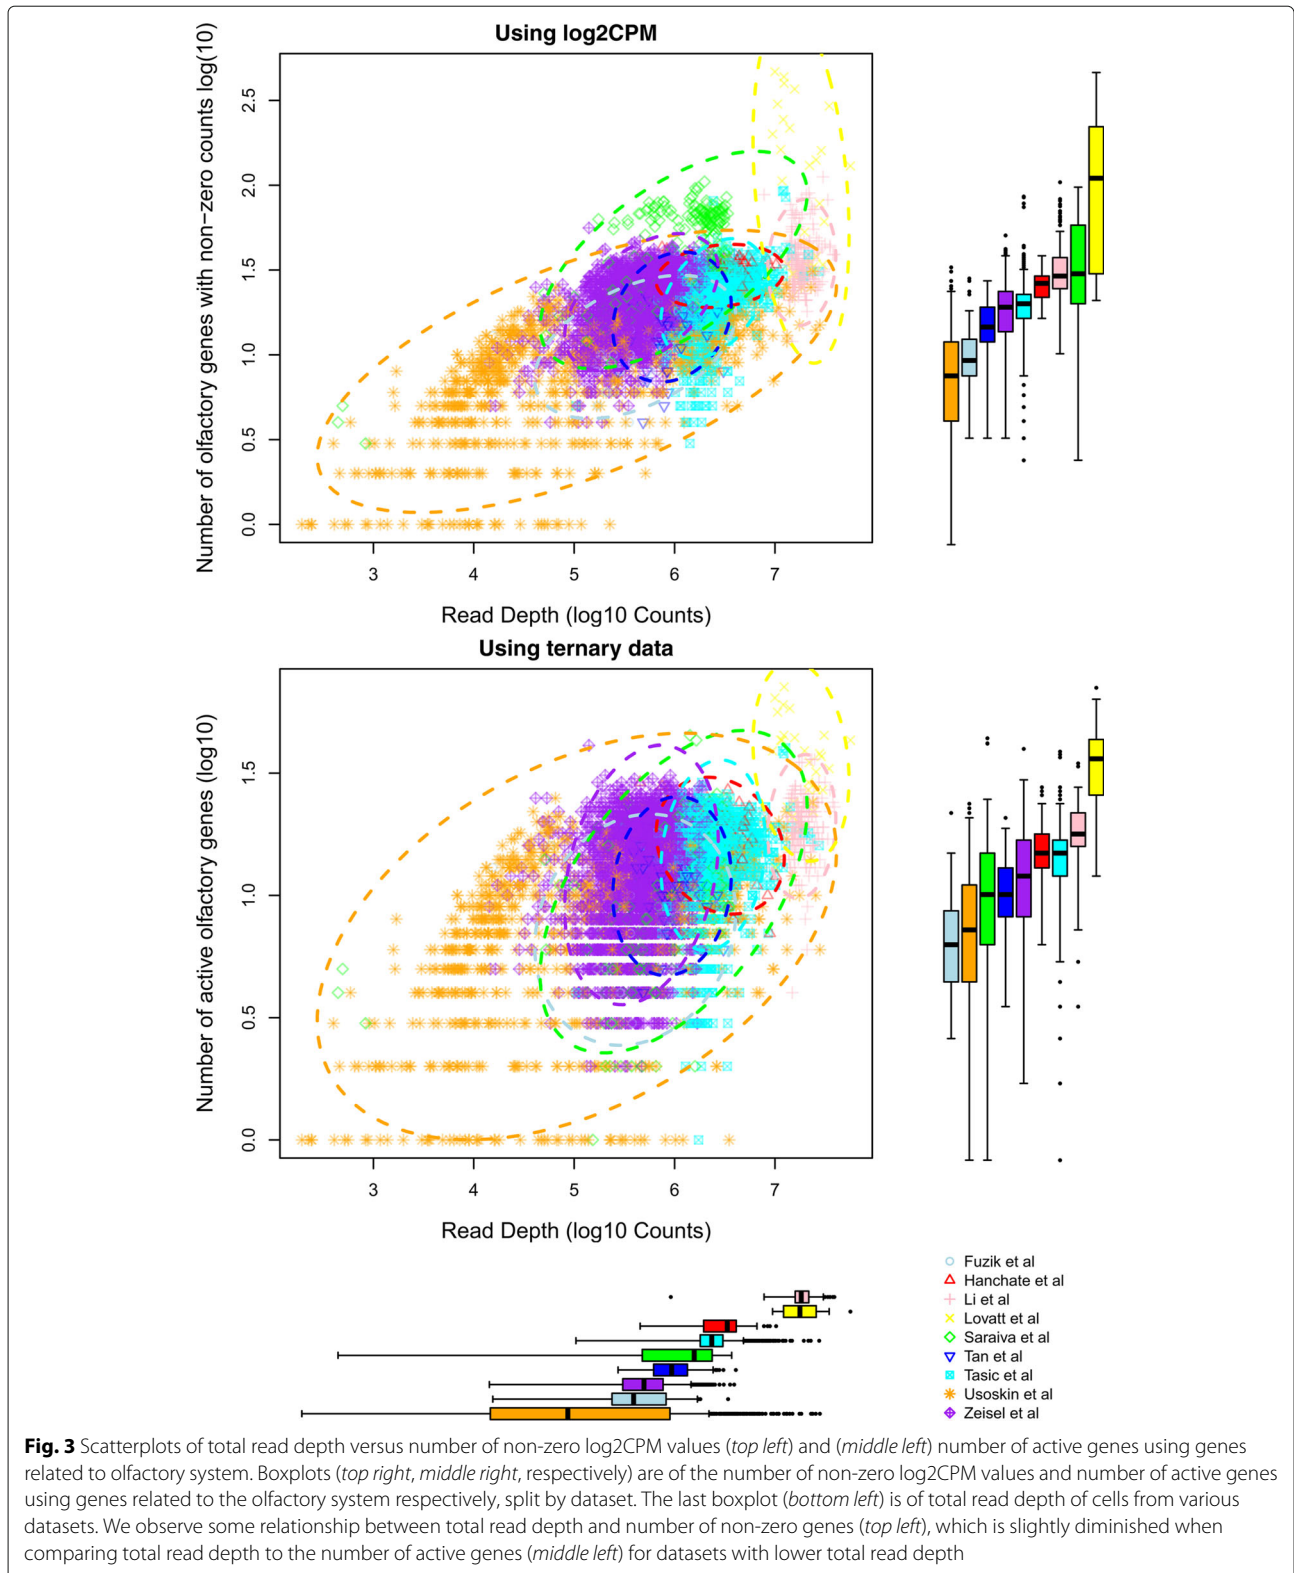 Using log2CPM
Number of olfactory genes with non−zero counts log(10)
2.5
2.0
1.5
1.0
0.5
0.0
3 4 5 6 7
Read Depth (log10 Counts)
Using ternary data
Number of active olfactory genes (log10)
1.5
1.0
0.5
0.0
3 4 5 6 7
Read Depth (log10 Counts)
Fuzik et al
Hanchate et al
Li et al
Lovatt et al
Saraiva et al
Tan et al
Tasic et al
Usoskin et al
Zeisel et al
Fig. 3 Scatterplots of total read depth versus number of non-zero log2CPM values (top left) and (middle left) number of active genes using genes
related to olfactory system. Boxplots (top right, middle right, respectively) are of the number of non-zero log2CPM values and number of active genes
using genes related to the olfactory system respectively, split by dataset. The last boxplot (bottom left) is of total read depth of cells from various
datasets. We observe some relationship between total read depth and number of non-zero genes (top left), which is slightly diminished when
comparing total read depth to the number of active genes (middle left) for datasets with lower total read depth